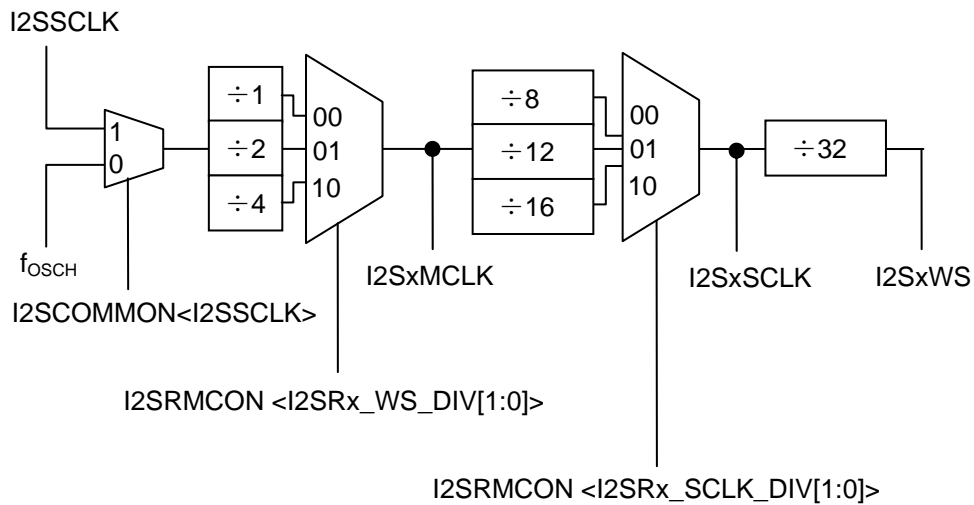 I2SSCLK
÷1
÷2
÷4
00
01
10
÷8
÷12
÷16
00
01
10
÷32
1
0
fOSCH
I2SxMCLK
I2SxSCLK
I2SxWS
I2SCOMMON<I2SSCLK>
I2SRMCON <I2SRx_WS_DIV[1:0]>
I2SRMCON <I2SRx_SCLK_DIV[1:0]>